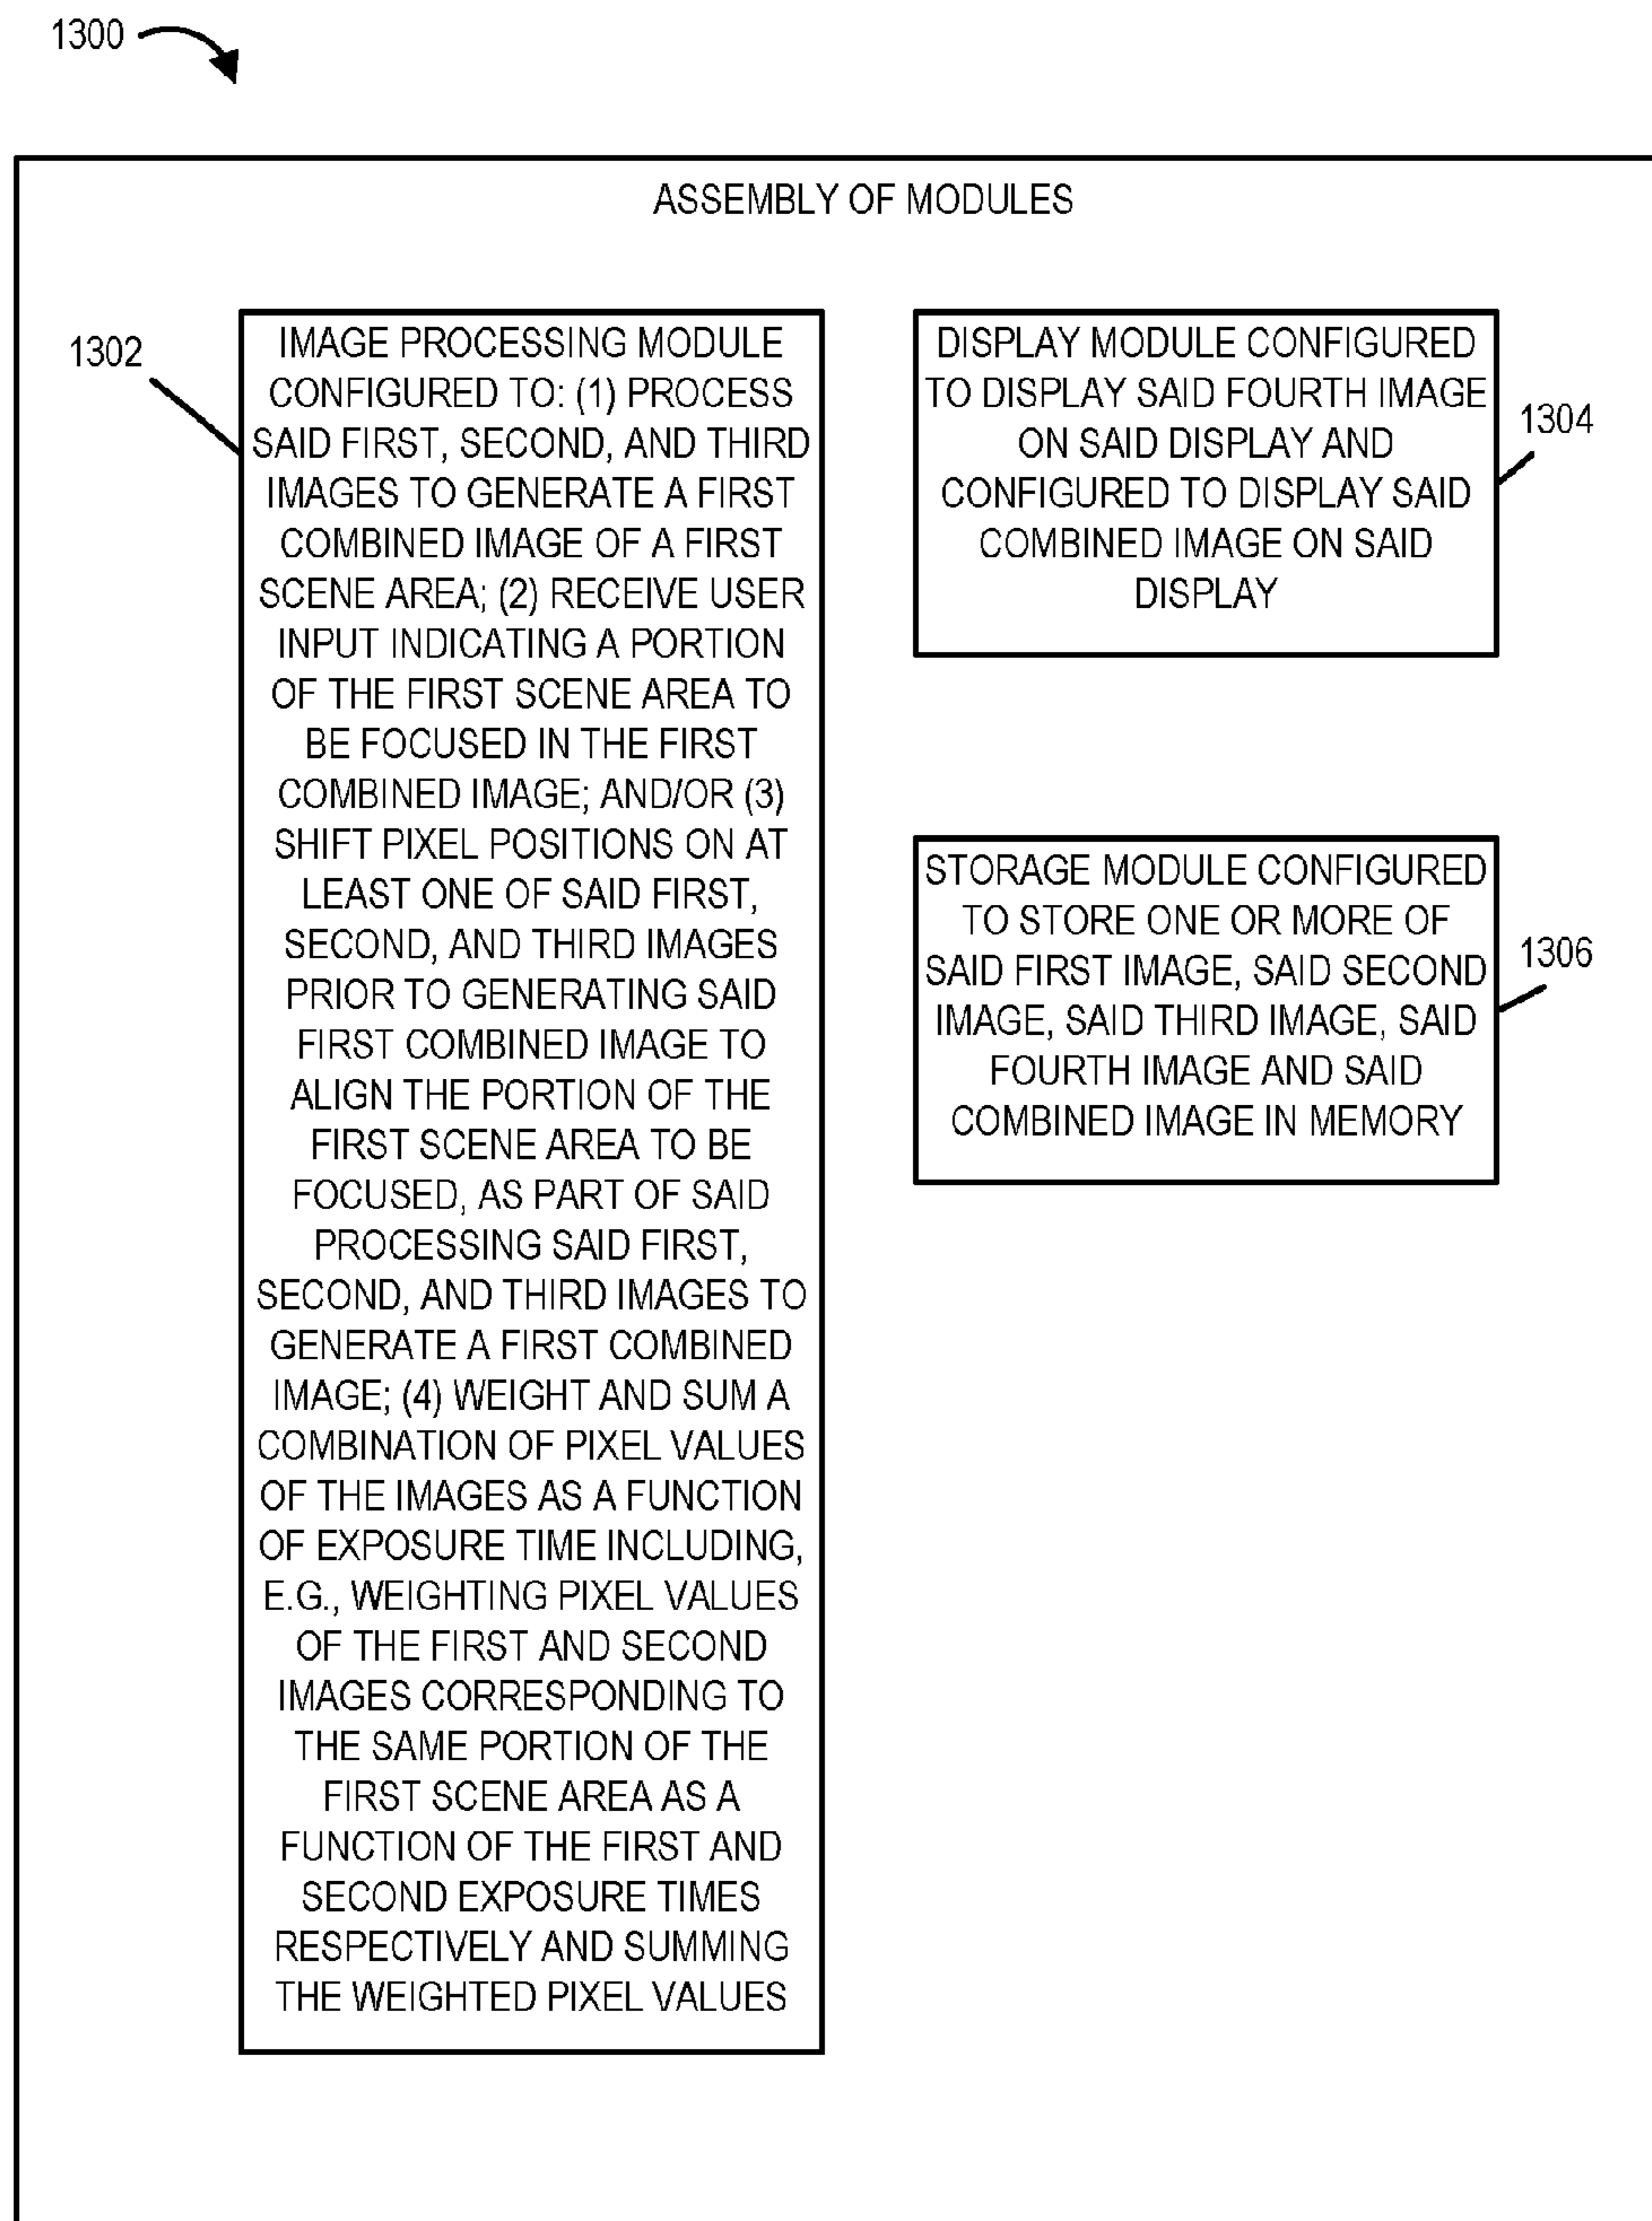 1300
ASSEMBLY OF MODULES
1302
IMAGE PROCESSING MODULE
CONFIGURED TO: (1) PROCESS
SAID FIRST, SECOND, AND THIRD
IMAGES TO GENERATE A FIRST
COMBINED IMAGE OF A FIRST
SCENE AREA; (2) RECEIVE USER
INPUT INDICATING A PORTION
OF THE FIRST SCENE AREA TO
BE FOCUSED IN THE FIRST
COMBINED IMAGE; AND/OR (3)
SHIFT PIXEL POSITIONS ON AT
LEAST ONE OF SAID FIRST,
SECOND, AND THIRD IMAGES
PRIOR TO GENERATING SAID
FIRST COMBINED IMAGE TO
ALIGN THE PORTION OF THE
FIRST SCENE AREA TO BE
FOCUSED, AS PART OF SAID
PROCESSING SAID FIRST,
SECOND, AND THIRD IMAGES TO
GENERATE A FIRST COMBINED
IMAGE; (4) WEIGHT AND SUM A
COMBINATION OF PIXEL VALUES
OF THE IMAGES AS A FUNCTION
OF EXPOSURE TIME INCLUDING,
E.G., WEIGHTING PIXEL VALUES
OF THE FIRST AND SECOND
IMAGES CORRESPONDING TO
THE SAME PORTION OF THE
FIRST SCENE AREA AS A
FUNCTION OF THE FIRST AND
SECOND EXPOSURE TIMES
RESPECTIVELY AND SUMMING
THE WEIGHTED PIXEL VALUES
DISPLAY MODULE CONFIGURED
TO DISPLAY SAID FOURTH IMAGE
ON SAID DISPLAY AND
CONFIGURED TO DISPLAY SAID
COMBINED IMAGE ON SAID
DISPLAY
1304
STORAGE MODULE CONFIGURED
TO STORE ONE OR MORE OF
SAID FIRST IMAGE, SAID SECOND
IMAGE, SAID THIRD IMAGE, SAID
FOURTH IMAGE AND SAID
COMBINED IMAGE IN MEMORY
1306